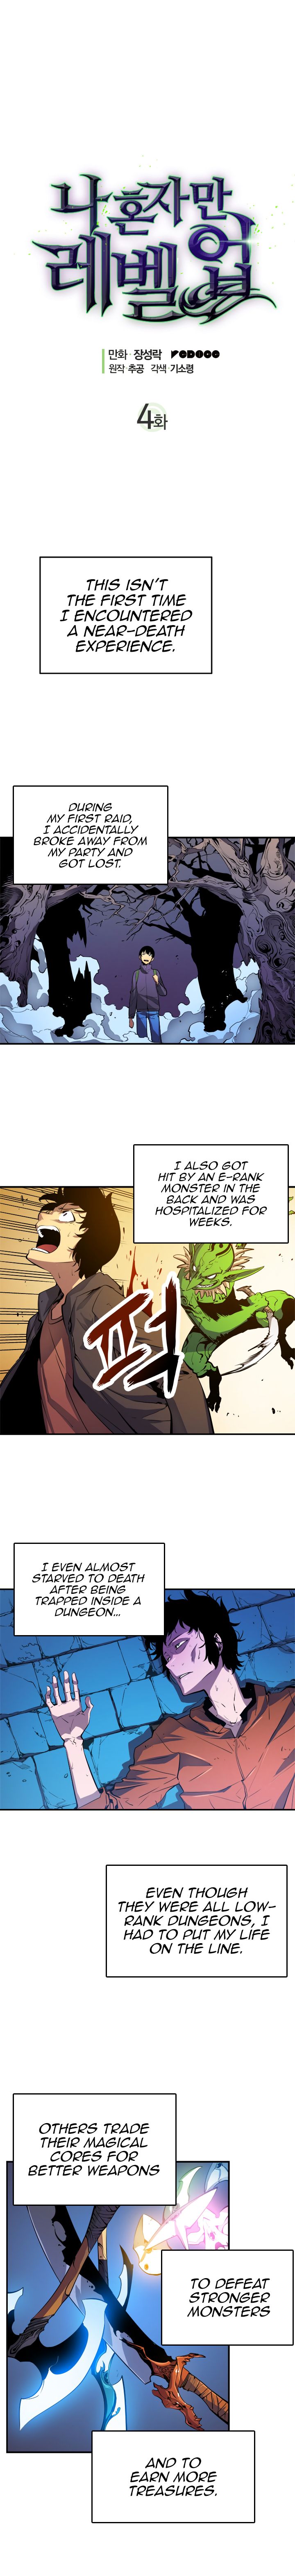 나 혼자만
레벨업
만화·장성락 REDICE
원작·추공 각색·기소령
4화
THIS ISN'T
THE FIRST TIME
I ENCOUNTERED
A NEAR-DEATH
EXPERIENCE.
DURING
MY FIRST RAID,
I ACCIDENTALLY
BROKE AWAY FROM
MY PARTY AND
GOT LOST.
I ALSO GOT
HIT BY AN E-RANK
MONSTER IN THE
BACK AND WAS
HOSPITALIZED FOR
WEEKS.
퍽
I EVEN ALMOST
STARVED TO DEATH
AFTER BEING
TRAPPED INSIDE A
DUNGEON...
EVEN THOUGH
THEY WERE ALL LOW-
RANK DUNGEONS, I
HAD TO PUT MY LIFE
ON THE LINE.
OTHERS TRADE
THEIR MAGICAL
CORES FOR
BETTER WEAPONS
TO DEFEAT
STRONGER
MONSTERS
AND TO
EARN MORE
TREASURES.